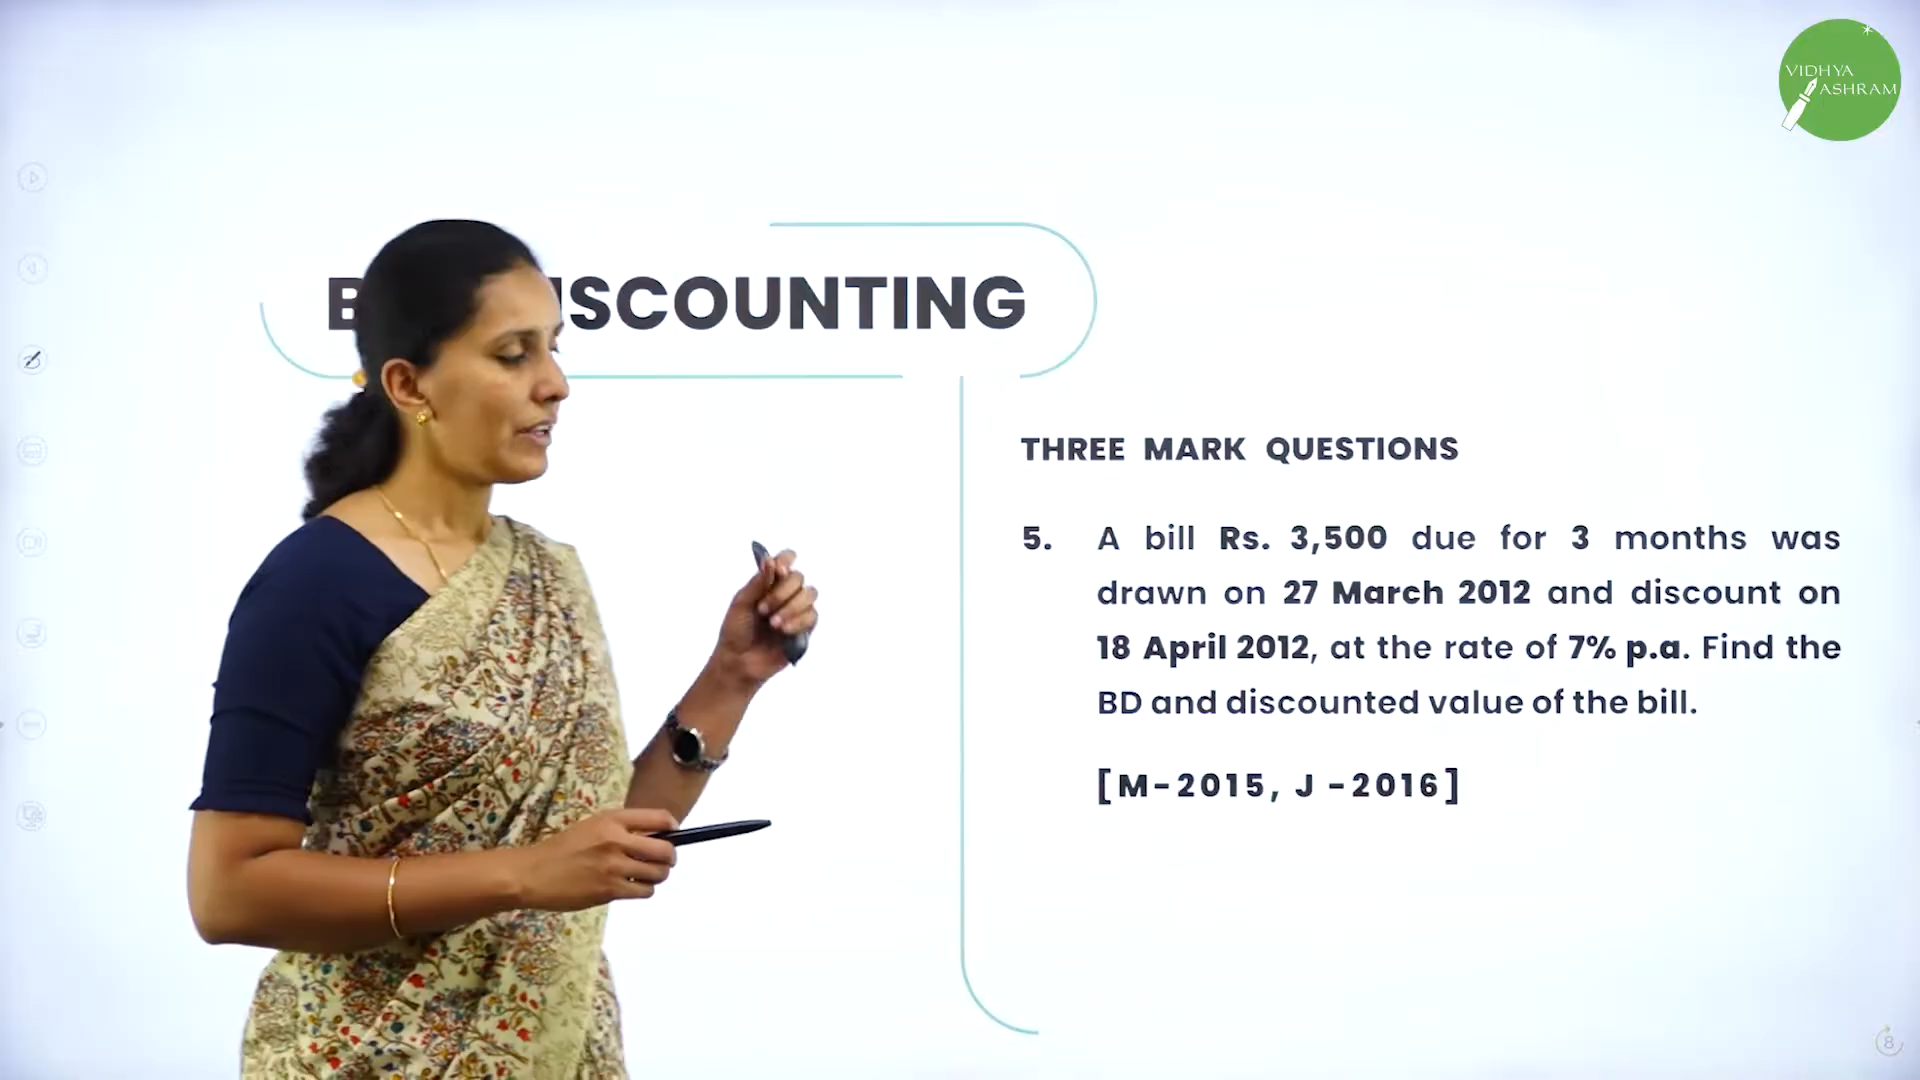 VIDHYA
ASHRAM
B ISCOUNTING
THREE MARK QUESTIONS
5. A bill Rs. 3,500 due for 3 months was
drawn on 27 March 2012 and discount on
18 April 2012, at the rate of 7% p.a. Find the
BD and discounted value of the bill.
[M-2015, J -2016]
8